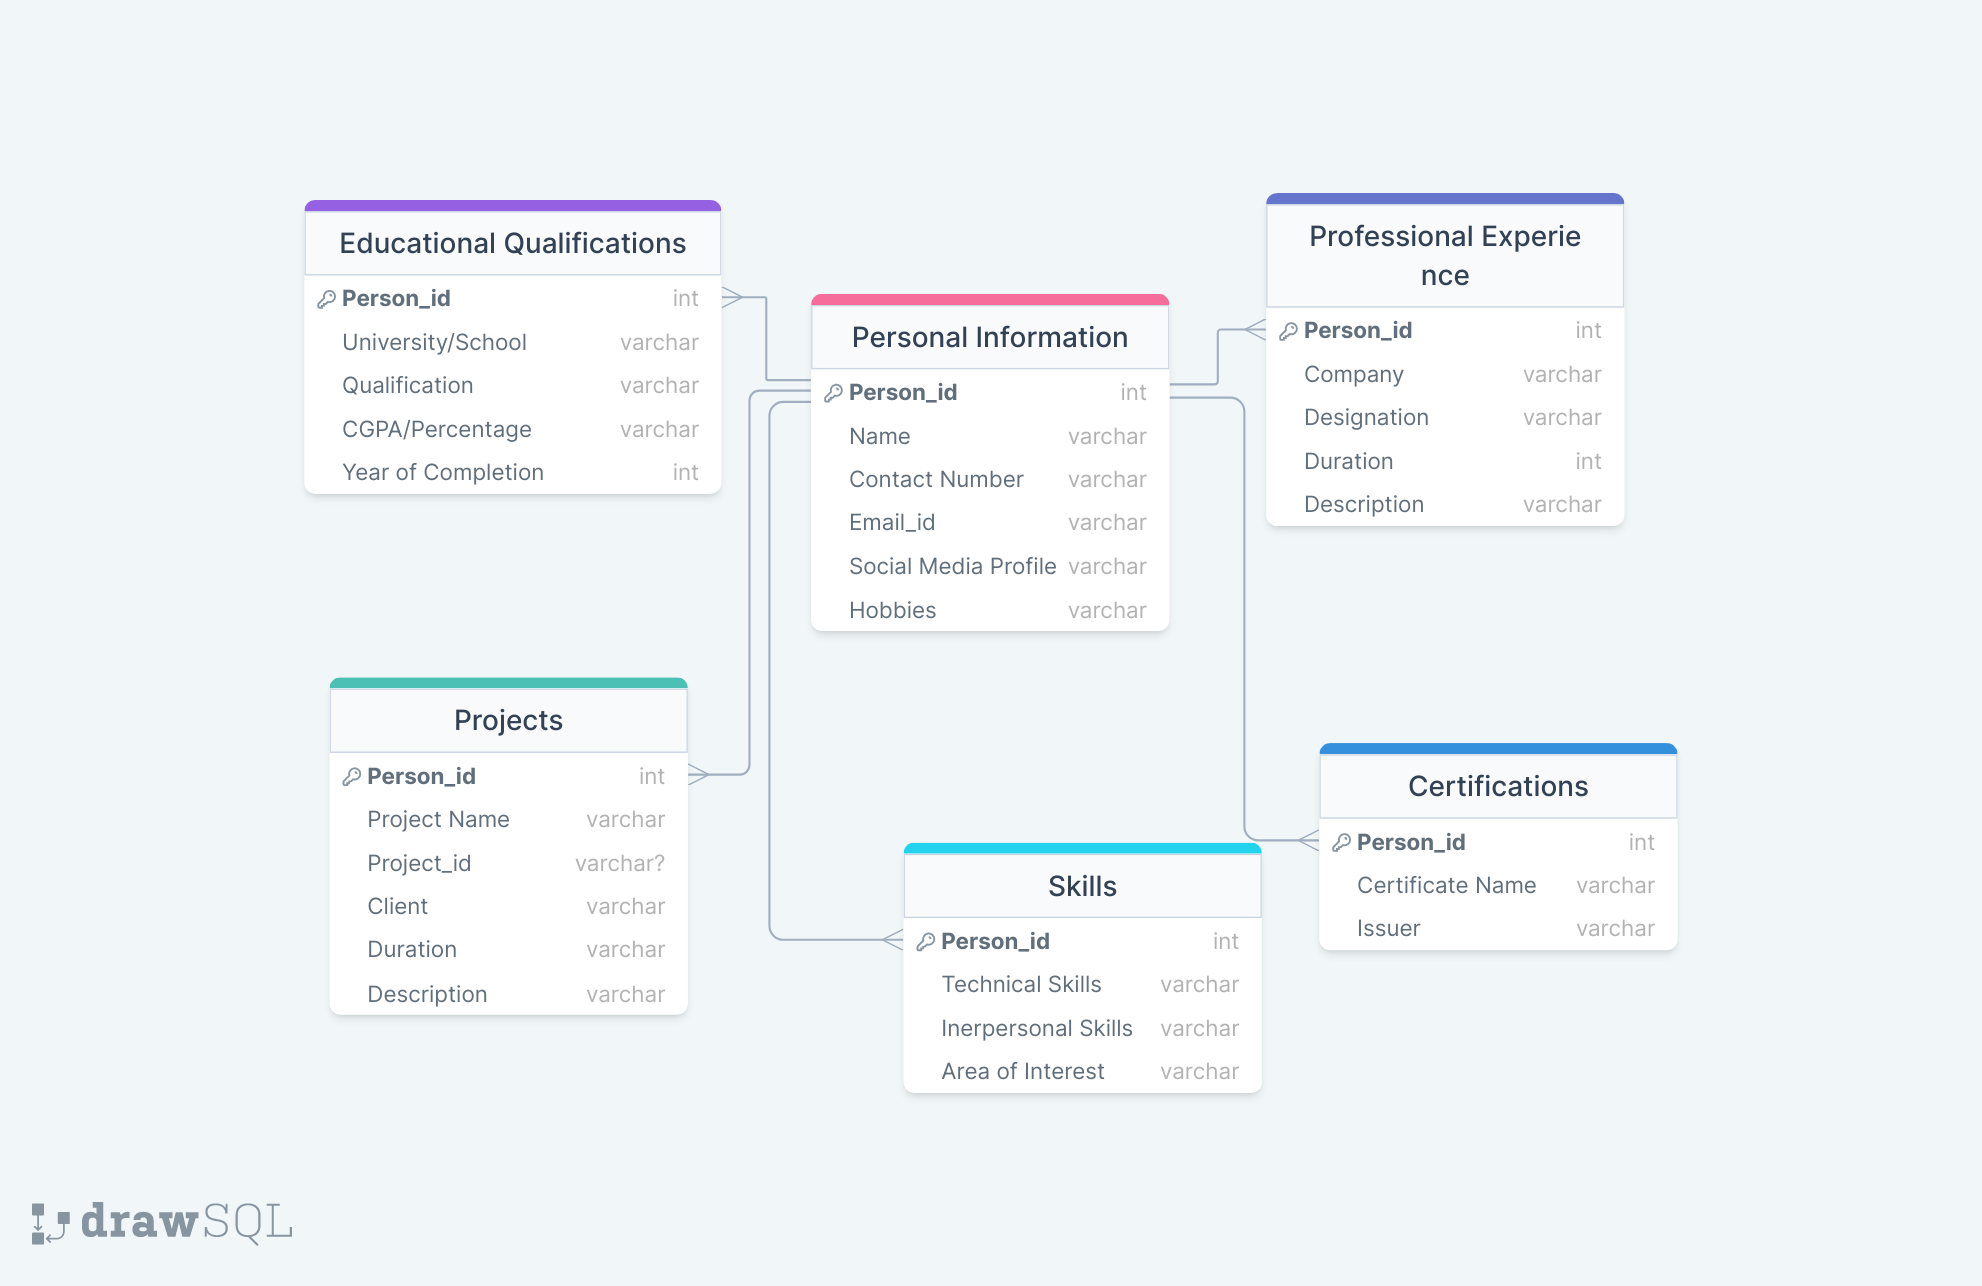 Educational Qualifications
Person_id int
University/School varchar
Qualification varchar
CGPA/Percentage varchar
Year of Completion int
Personal Information
Person_id int
Name varchar
Contact Number varchar
Email_id varchar
Social Media Profile varchar
Hobbies varchar
Professional Experie
nce
Person_id int
Company varchar
Designation varchar
Duration int
Description varchar
Projects
Person_id int
Project Name varchar
Project_id varchar?
Client varchar
Duration varchar
Description varchar
Skills
Person_id int
Technical Skills varchar
Inerpersonal Skills varchar
Area of Interest varchar
Certifications
Person_id int
Certificate Name varchar
Issuer varchar
drawSQL